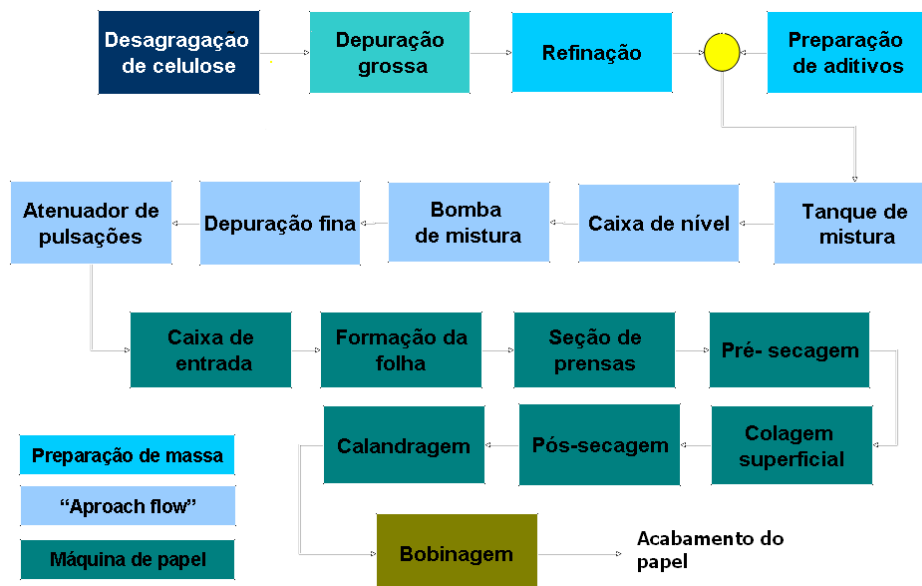 Desagragação
de celulose
Depuração
grossa
Refinação
Preparação
de aditivos
Atenuador de
pulsações
Depuração fina
Bomba
de mistura
Caixa de nível
Tanque de
mistura
Caixa de
entrada
Formação da
folha
Seção de
prensas
Pré- secagem
Calandragem
Pós-secagem
Colagem
superficial
Preparação de massa
“Aproach flow”
Máquina de papel
Bobinagem
Acabamento do
papel